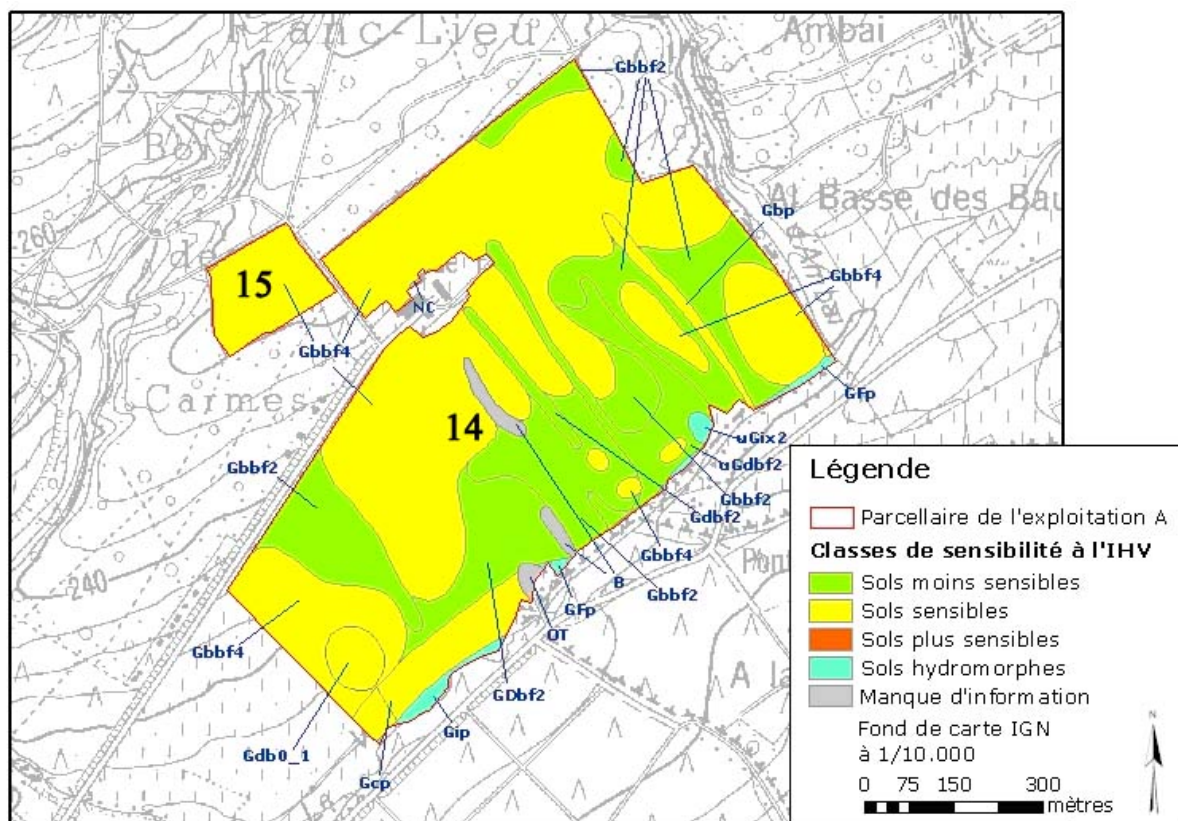 Franc-Lieu
Ambai
Gbbf2
Al Basse des Bau
Gbp
260
15
Gbbf4
NC
Gbbf4
Carmes
14
GFp
uGix2
uGdbf2
Gbbf2
Gbbf2
Gdbf2
Gbbf4
240
B
Gbbf2
GFp
OT
Gbbf4
GDbf2
A la
Gip
Gdb0_1
Gcp
Légende
Parcellaire de l'exploitation A
Classes de sensibilité à l'IHV
Sols moins sensibles
Sols sensibles
Sols plus sensibles
Sols hydromorphes
Manque d'information
Fond de carte IGN
à 1/10.000
0 75 150 300
mètres
N